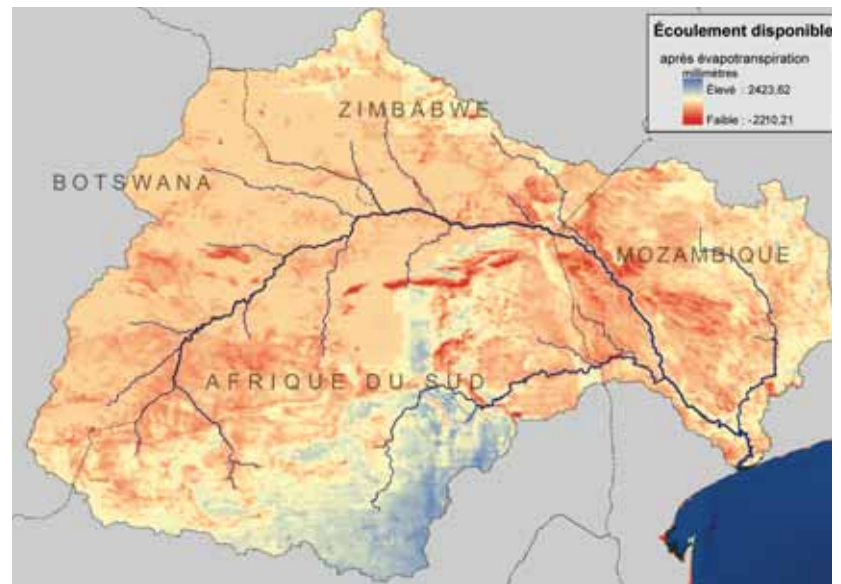 Écoulement disponible
après évapotranspiration
millimètres
Élevé : 2423,62
Faible : -2210,21
ZIMBABWE
BOTSWANA
MOZAMBIQUE
AFRIQUE DU SUD